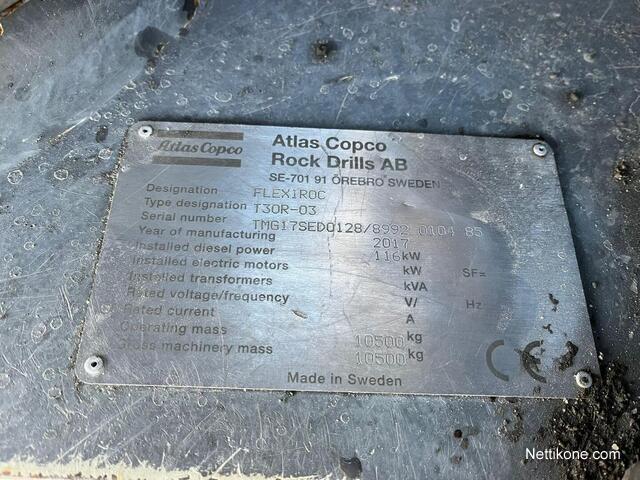 Atlas Copco
Atlas Copco
Rock Drills AB
SE-701 91 ÖREBRO SWEDEN
Designation FLEXiROC
Type designation T30R-03
Serial number TMG17SED0128/8992 0104 85
Year of manufacturing 2017
Installed diesel power 116 kW
Installed electric motors kW SF=
Installed transformers kVA
Rated voltage/frequency V/ Hz
Rated current A
Operating mass 10500 kg
Gross machinery mass 10500 kg
Made in Sweden
CE
Nettikone.com